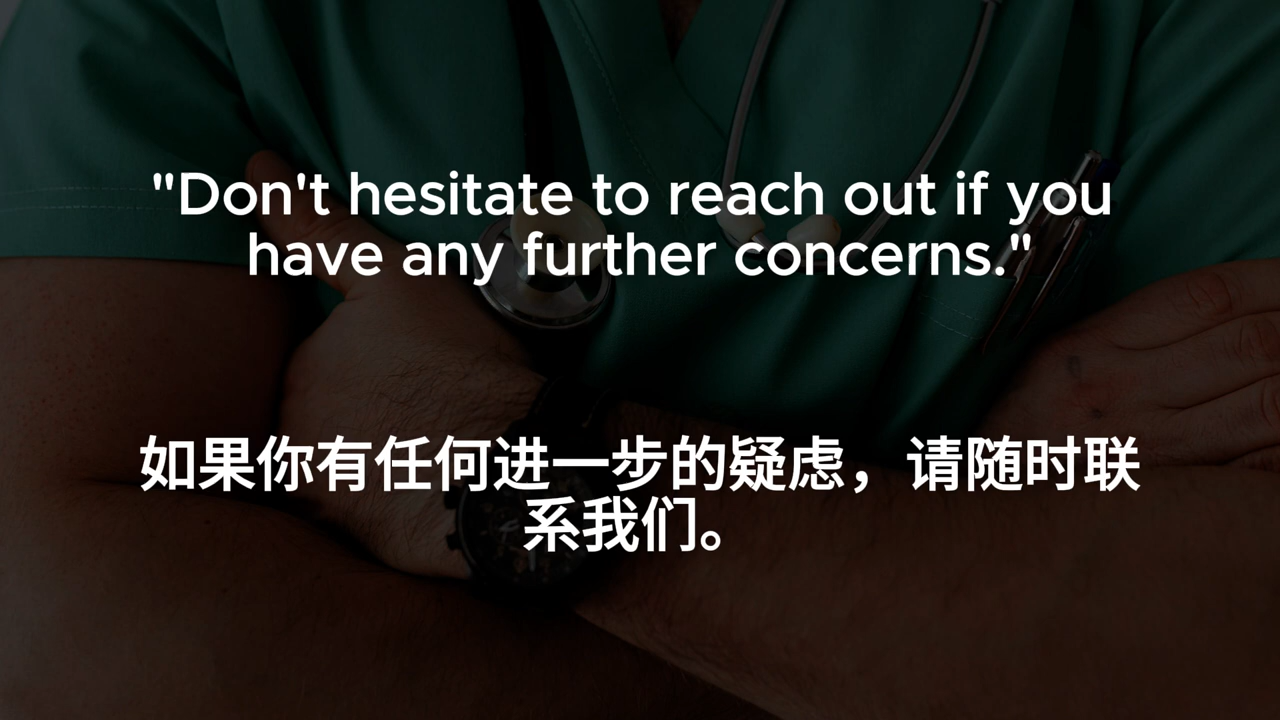 "Don't hesitate to reach out if you
have any further concerns."
如果你有任何进一步的疑虑，请随时联
系我们。